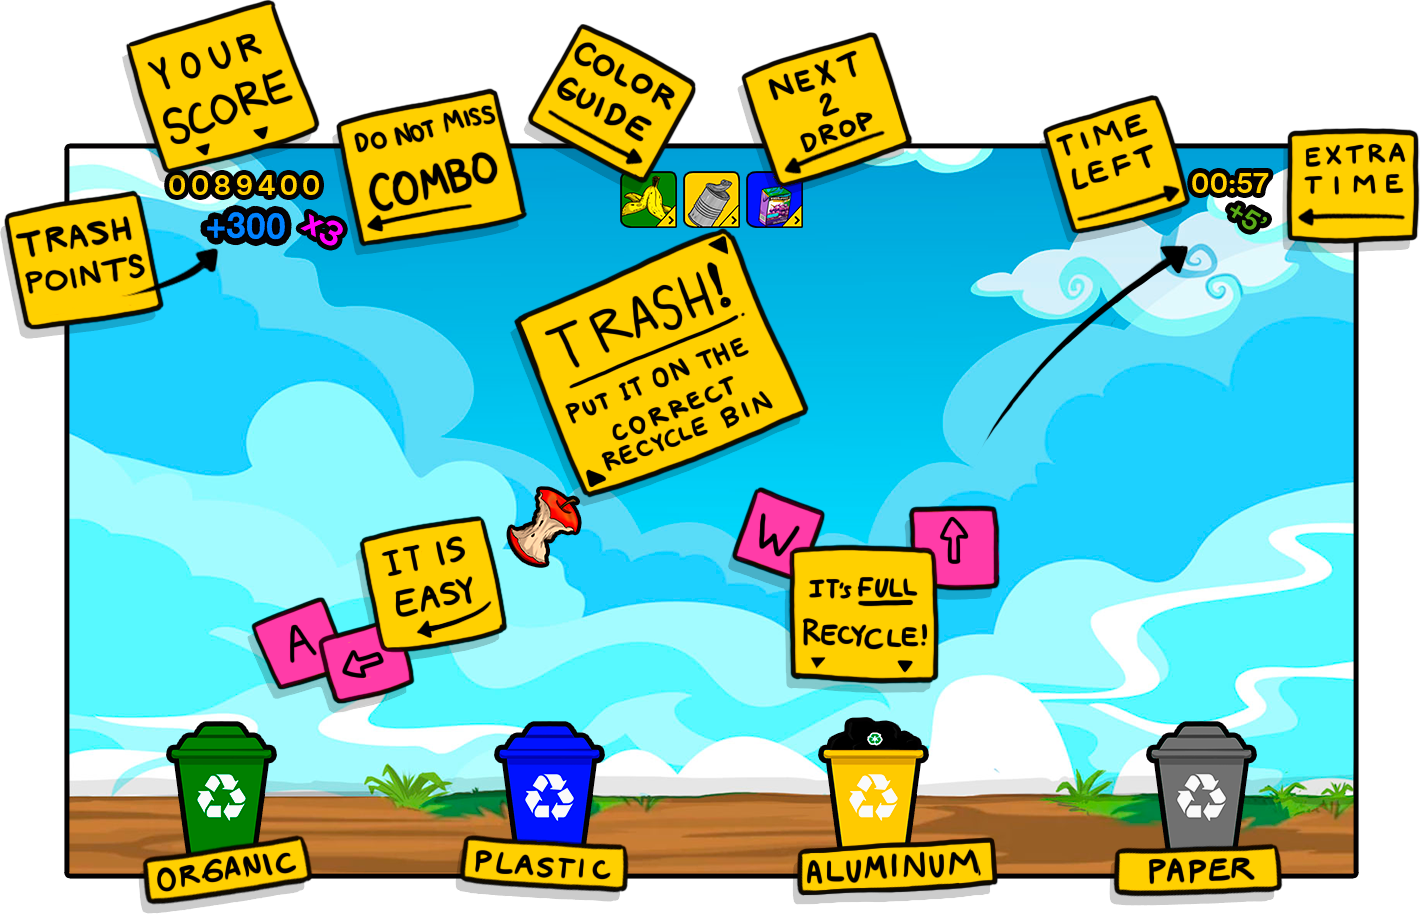 YOUR
SCORE
DO NOT MISS
COMBO
COLOR
GUIDE
NEXT
2
DROP
TIME
LEFT
EXTRA
TIME
0089400
+300 x3
00:57
+5'
TRASH
POINTS
TRASH!
PUT IT ON THE
CORRECT
RECYCLE BIN
IT IS
EASY
A
W
IT's FULL
RECYCLE!
ORGANIC
PLASTIC
ALUMINUM
PAPER